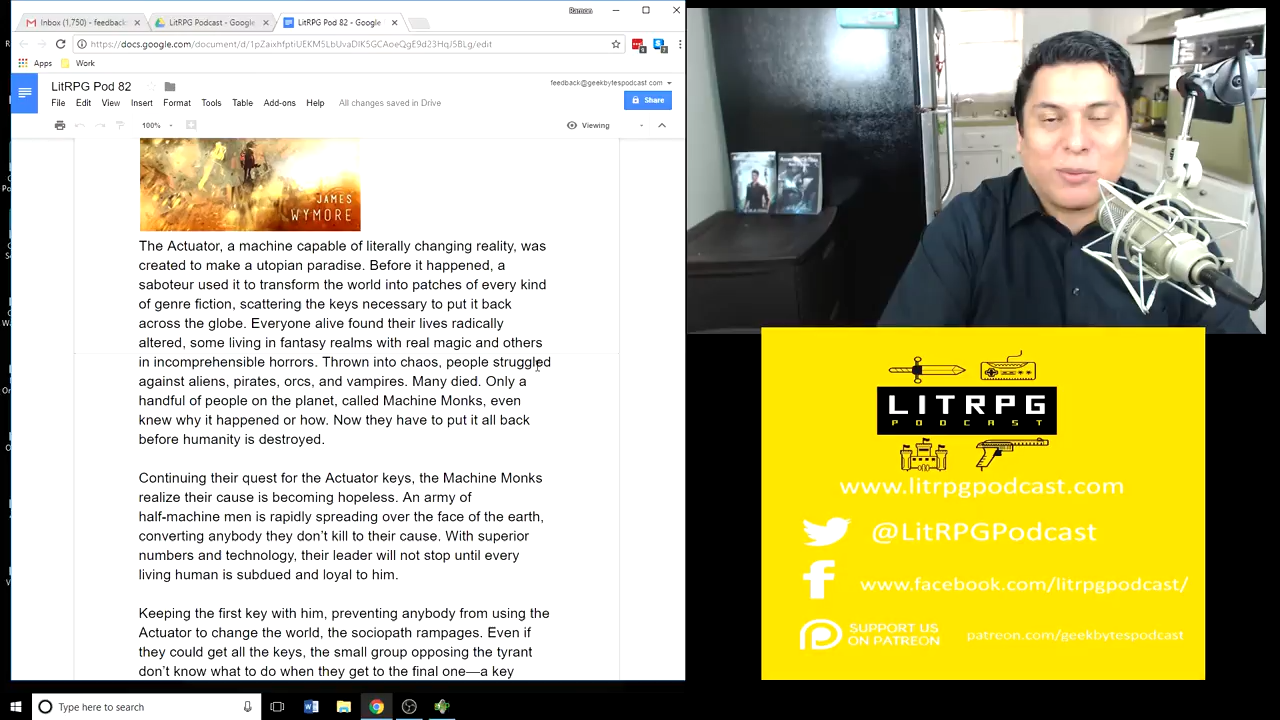 Ramon
Inbox (1,750) - feedback
LitRPG Podcast - Google
LitRPG Pod 82 - Google
https://docs.google.com/document/d/1pZaixhfptiUEKM5LbUvaDIK5GCAoeQgE9d23HqJ5BLg/edit
Apps
Work
LitRPG Pod 82
feedback@geekbytespodcast.com
File Edit View Insert Format Tools Table Add-ons Help All changes saved in Drive
Share
100%
Viewing
JAMES
WYMORE
The Actuator, a machine capable of literally changing reality, was
created to make a utopian paradise. Before it happened, a
saboteur used it to transform the world into patches of every kind
of genre fiction, scattering the keys necessary to put it back
across the globe. Everyone alive found their lives radically
altered, some living in fantasy realms with real magic and others
in incomprehensible horrors. Thrown into chaos, people struggled
against aliens, pirates, orcs and vampires. Many died. Only a
handful of people on the planet, called Machine Monks, even
knew why it happened or how. Now they have to put it all back
before humanity is destroyed.
Continuing their quest for the Actuator keys, the Machine Monks
realize their cause is becoming hopeless. An army of
half-machine men is rapidly spreading over the face of the earth,
converting anybody they don't kill to their cause. With superior
numbers and technology, their leader will not stop until every
living human is subdued and loyal to him.
Keeping the first key with him, preventing anybody from using the
Actuator to change the world, the sociopath rampages. Even if
they could get all the keys, the small group opposing the tyrant
don't know what to do when they get to the final one—a key
LITRPG
PODCAST
www.litrpgpodcast.com
@LitRPGPodcast
www.facebook.com/litrpgpodcast/
SUPPORT US
ON PATREON
patreon.com/geekbytespodcast
Type here to search